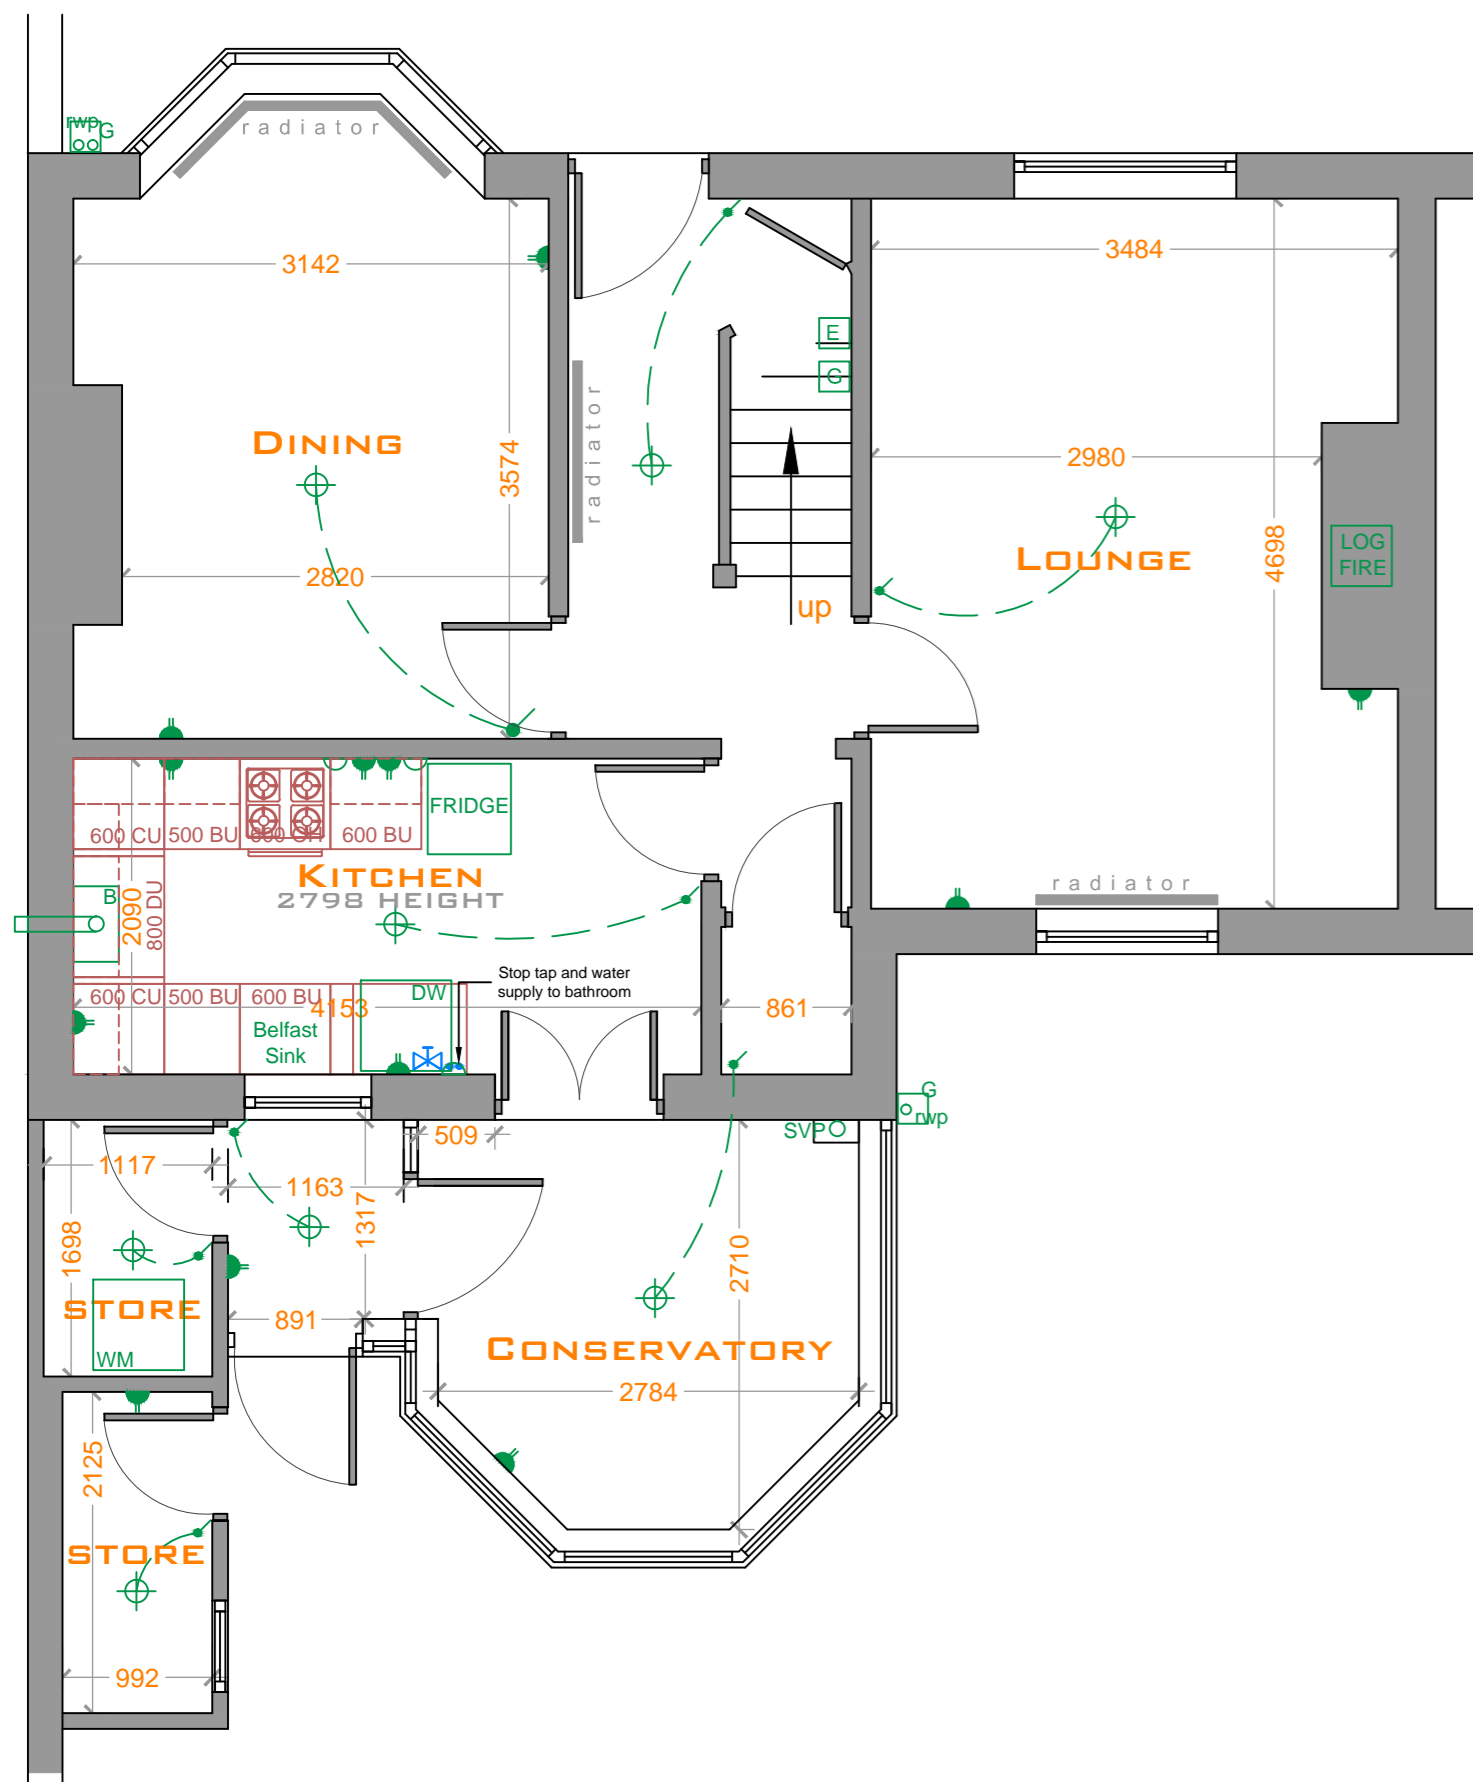 rwp
G
radiator
3142
3484
E
G
radiator
DINING
3574
2980
4698
LOUNGE
LOG
FIRE
2820
up
FRIDGE
600 CU
500 BU
600 OH
600 BU
KITCHEN
2798 HEIGHT
radiator
B
2090
800 DU
Stop tap and water
supply to bathroom
600 CU
500 BU
600 BU
DW
4153
861
Belfast
Sink
G
rwp
SVP
509
1117
1163
1317
1698
2710
STORE
891
WM
CONSERVATORY
2784
2125
STORE
992